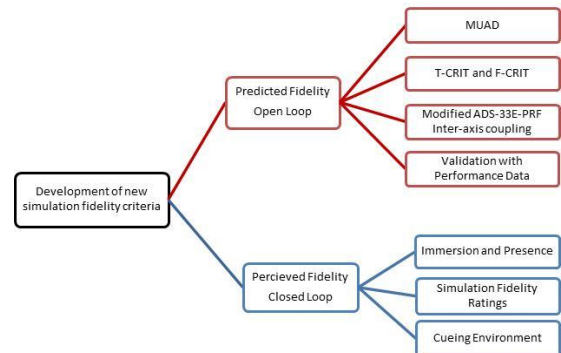 MUAD
T-CRIT and F-CRIT
Modified ADS-33E-PRF
Inter-axis coupling
Validation with
Performance Data
Predicted Fidelity
Open Loop
Development of new
simulation fidelity criteria
Percieved Fidelity
Closed Loop
Immersion and Presence
Simulation Fidelity
Ratings
Cueing Environment